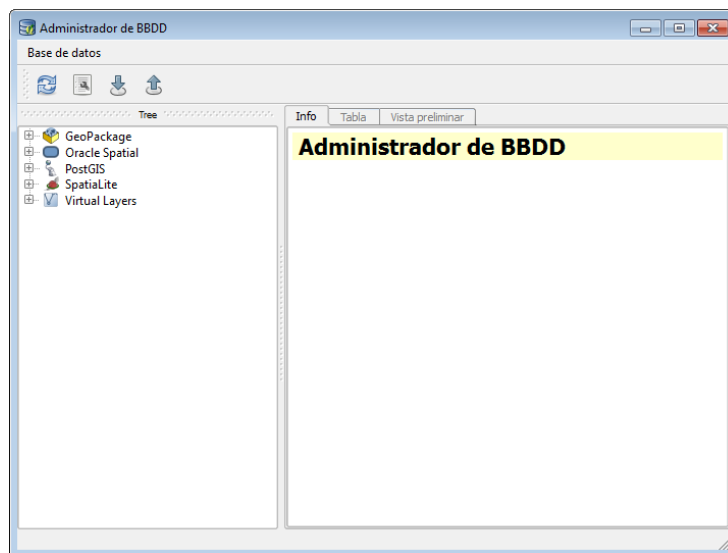 Administrador de BBDD
Base de datos
Tree
GeoPackage
Oracle Spatial
PostGIS
SpatiaLite
Virtual Layers
Info Tabla Vista preliminar
Administrador de BBDD